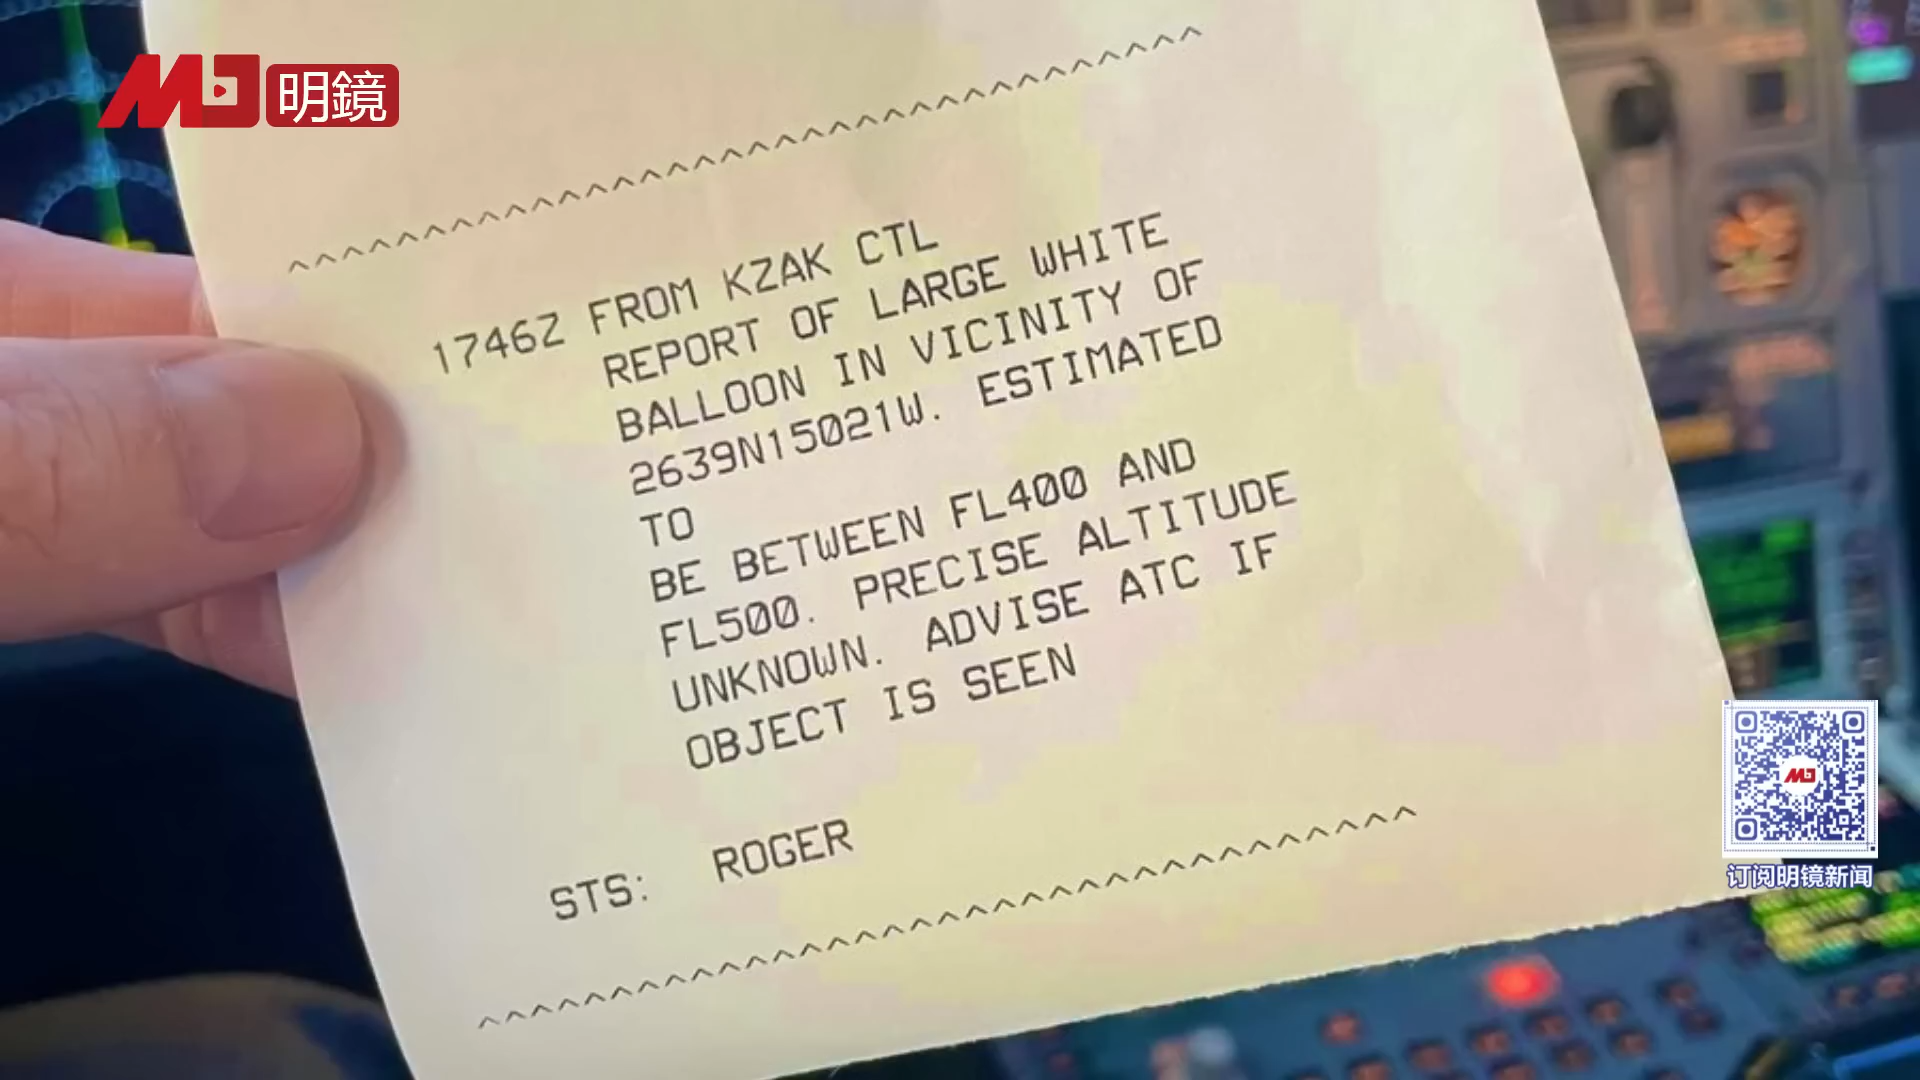 明鏡
^^^^^^^^^^^^^^^^^^^^^^^^^^^^^^^^^^
1746Z FROM KZAK CTL
REPORT OF LARGE WHITE
BALLOON IN VICINITY OF
2639N15021W. ESTIMATED
TO
BE BETWEEN FL400 AND
FL500. PRECISE ALTITUDE
UNKNOWN. ADVISE ATC IF
OBJECT IS SEEN
STS: ROGER
^^^^^^^^^^^^^^^^^^^^^^^^^^^^^^^^^^
订阅明镜新闻